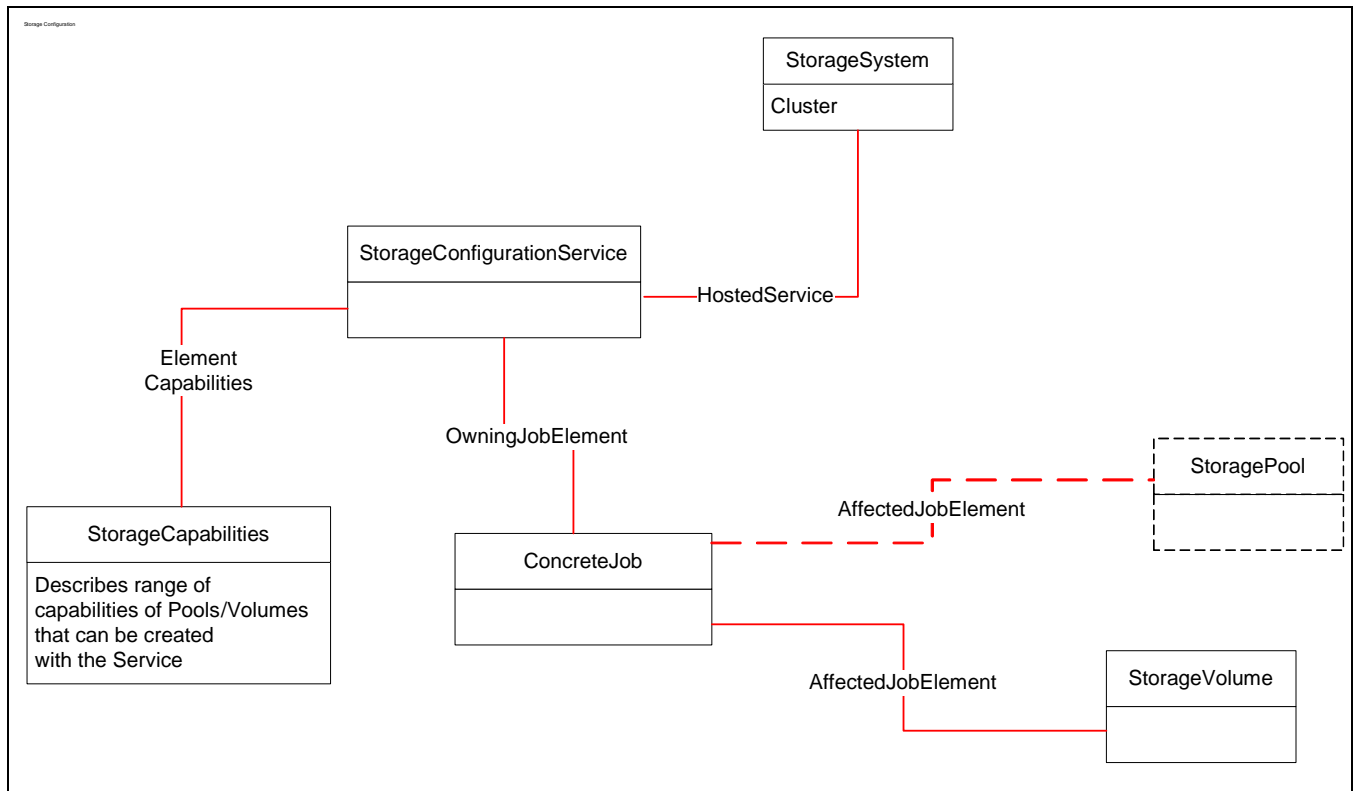 Storage Configuration
StorageSystem
Cluster
StorageConfigurationService
HostedService
Element
Capabilities
OwningJobElement
StoragePool
AffectedJobElement
StorageCapabilities
ConcreteJob
Describes range of
capabilities of Pools/Volumes
that can be created
with the Service
AffectedJobElement
StorageVolume